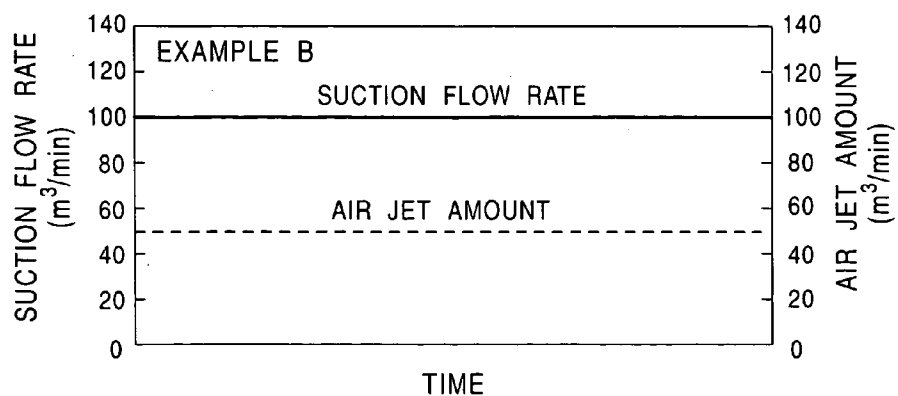 SUCTION FLOW RATE
(m³/min)
140
120
100
80
60
40
20
0
EXAMPLE B
SUCTION FLOW RATE
AIR JET AMOUNT
140
120
100
80
60
40
20
0
AIR JET AMOUNT
(m³/min)
TIME